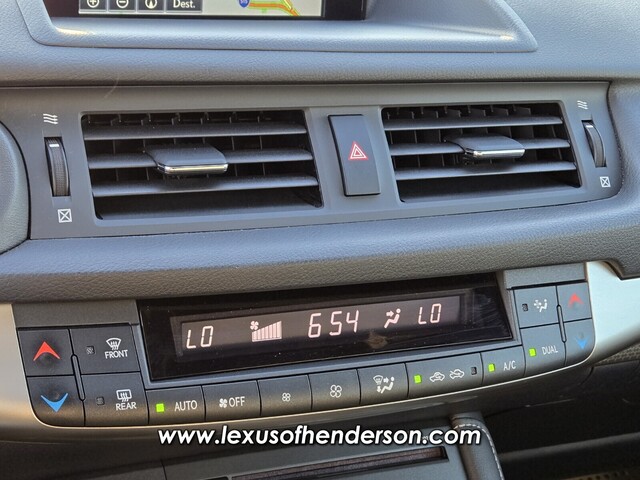 Dest.
LO 654 LO
FRONT
REAR
AUTO OFF A/C DUAL
www.lexusofhenderson.com